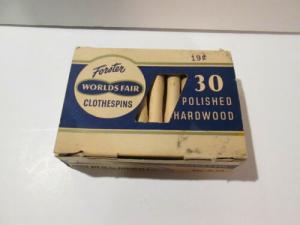 19¢
Forster
WORLDS FAIR
CLOTHESPINS
30
POLISHED
HARDWOOD